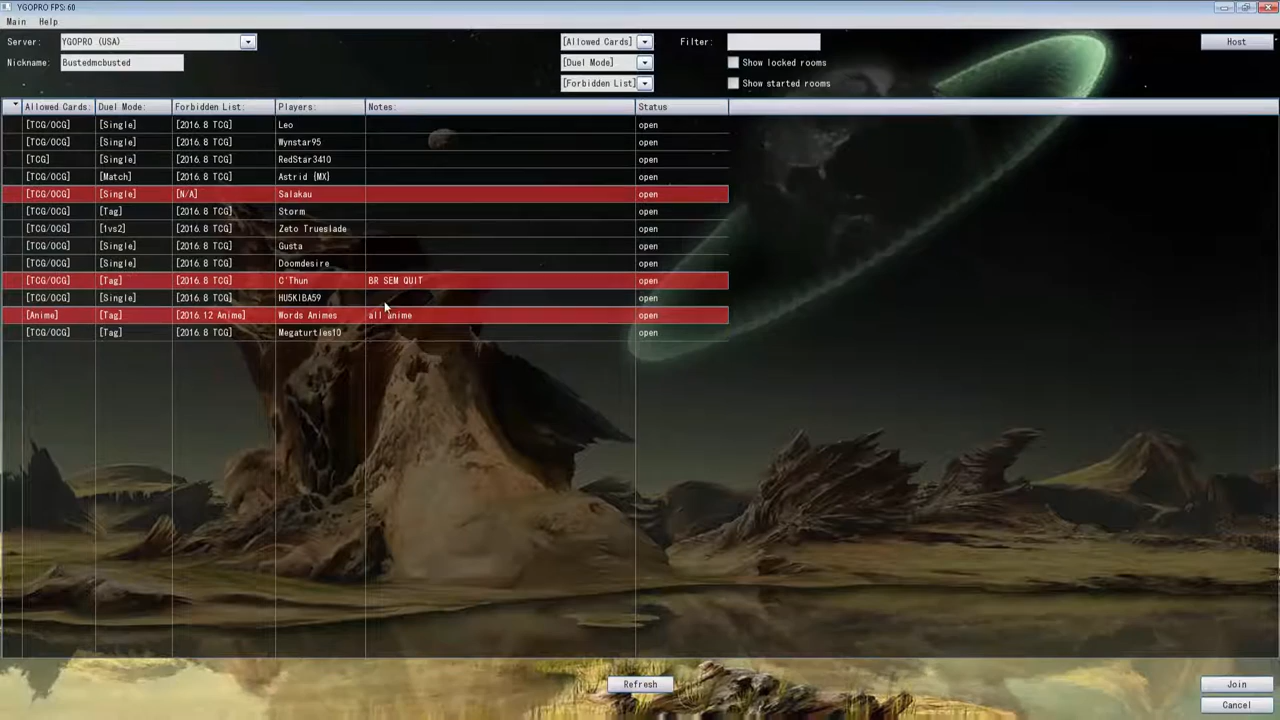 YGOPRO FPS: 60
Main Help
Server: YGOPRO (USA) [Allowed Cards] Filter: Host
Nickname: Bustedmcbusted [Duel Mode] Show locked rooms
[Forbidden List] Show started rooms
Allowed Cards: Duel Mode: Forbidden List: Players: Notes: Status
[TCG/OCG] [Single] [2016.8 TCG] Leo open
[TCG/OCG] [Single] [2016.8 TCG] Wynstar95 open
[TCG] [Single] [2016.8 TCG] RedStar3410 open
[TCG/OCG] [Match] [2016.8 TCG] Astrid {MX} open
[TCG/OCG] [Single] [N/A] Salakau open
[TCG/OCG] [Tag] [2016.8 TCG] Storm open
[TCG/OCG] [1vs2] [2016.8 TCG] Zeto Trueslade open
[TCG/OCG] [Single] [2016.8 TCG] Gusta open
[TCG/OCG] [Single] [2016.8 TCG] Doomdesire open
[TCG/OCG] [Tag] [2016.8 TCG] C'Thun BR SEM QUIT open
[TCG/OCG] [Single] [2016.8 TCG] HU5KIBA59 open
[Anime] [Tag] [2016.12 Anime] Words Animes all anime open
[TCG/OCG] [Tag] [2016.8 TCG] Megaturtles10 open
Refresh Join
Cancel